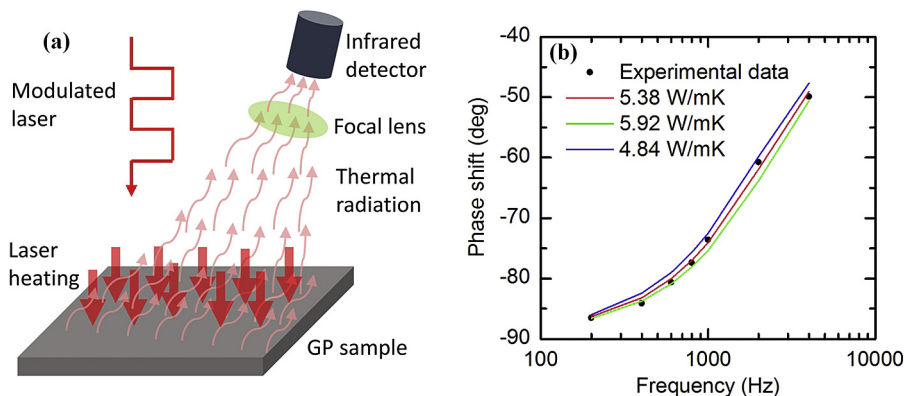 (a)
Modulated
laser
Infrared
detector
Focal lens
Thermal
radiation
Laser
heating
GP sample
(b)
-40
-50
-60
-70
-80
-90
Phase shift (deg)
Experimental data
5.38 W/mK
5.92 W/mK
4.84 W/mK
100
1000
10000
Frequency (Hz)